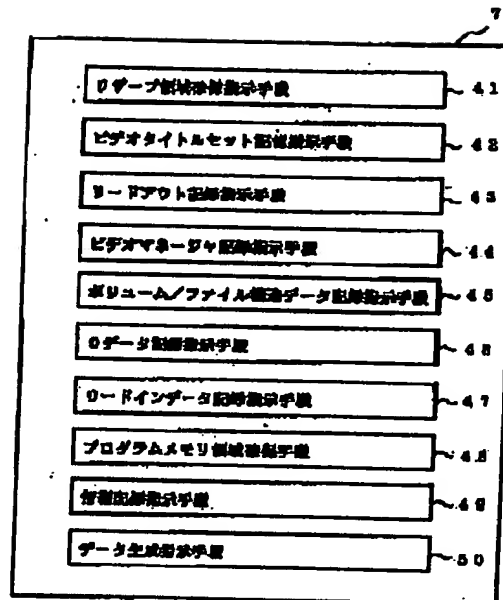 7
リザーブ領域確保指示手段 41
ビデオタイトルセット記録指示手段 42
リードアウト記録指示手段 43
ビデオマネージャ記録指示手段 44
ボリューム/ファイル構造データ記録指示手段 45
0データ記録指示手段 46
リードインデータ記録指示手段 47
プログラムメモリ領域確保手段 48
情報記録指示手段 49
データ生成指示手段 50